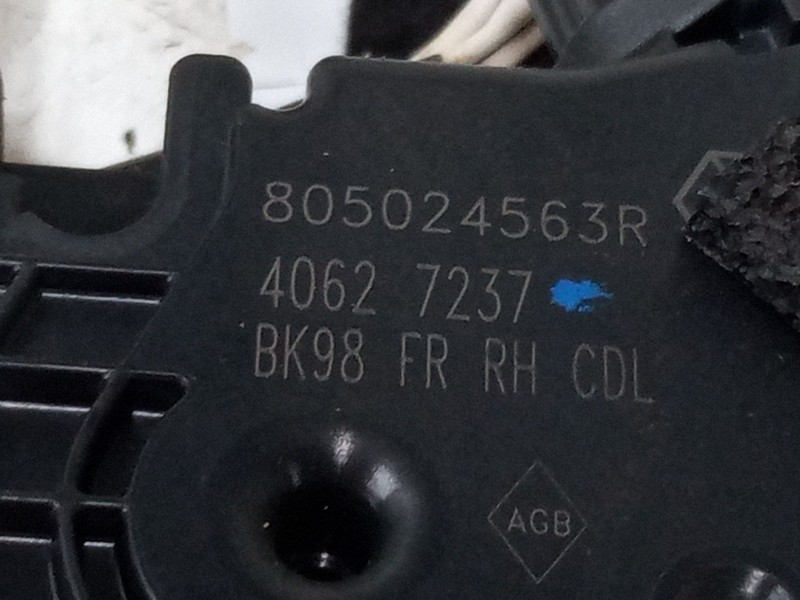 805024563R
4062 7237
BK98 FR RH CDL
AGB